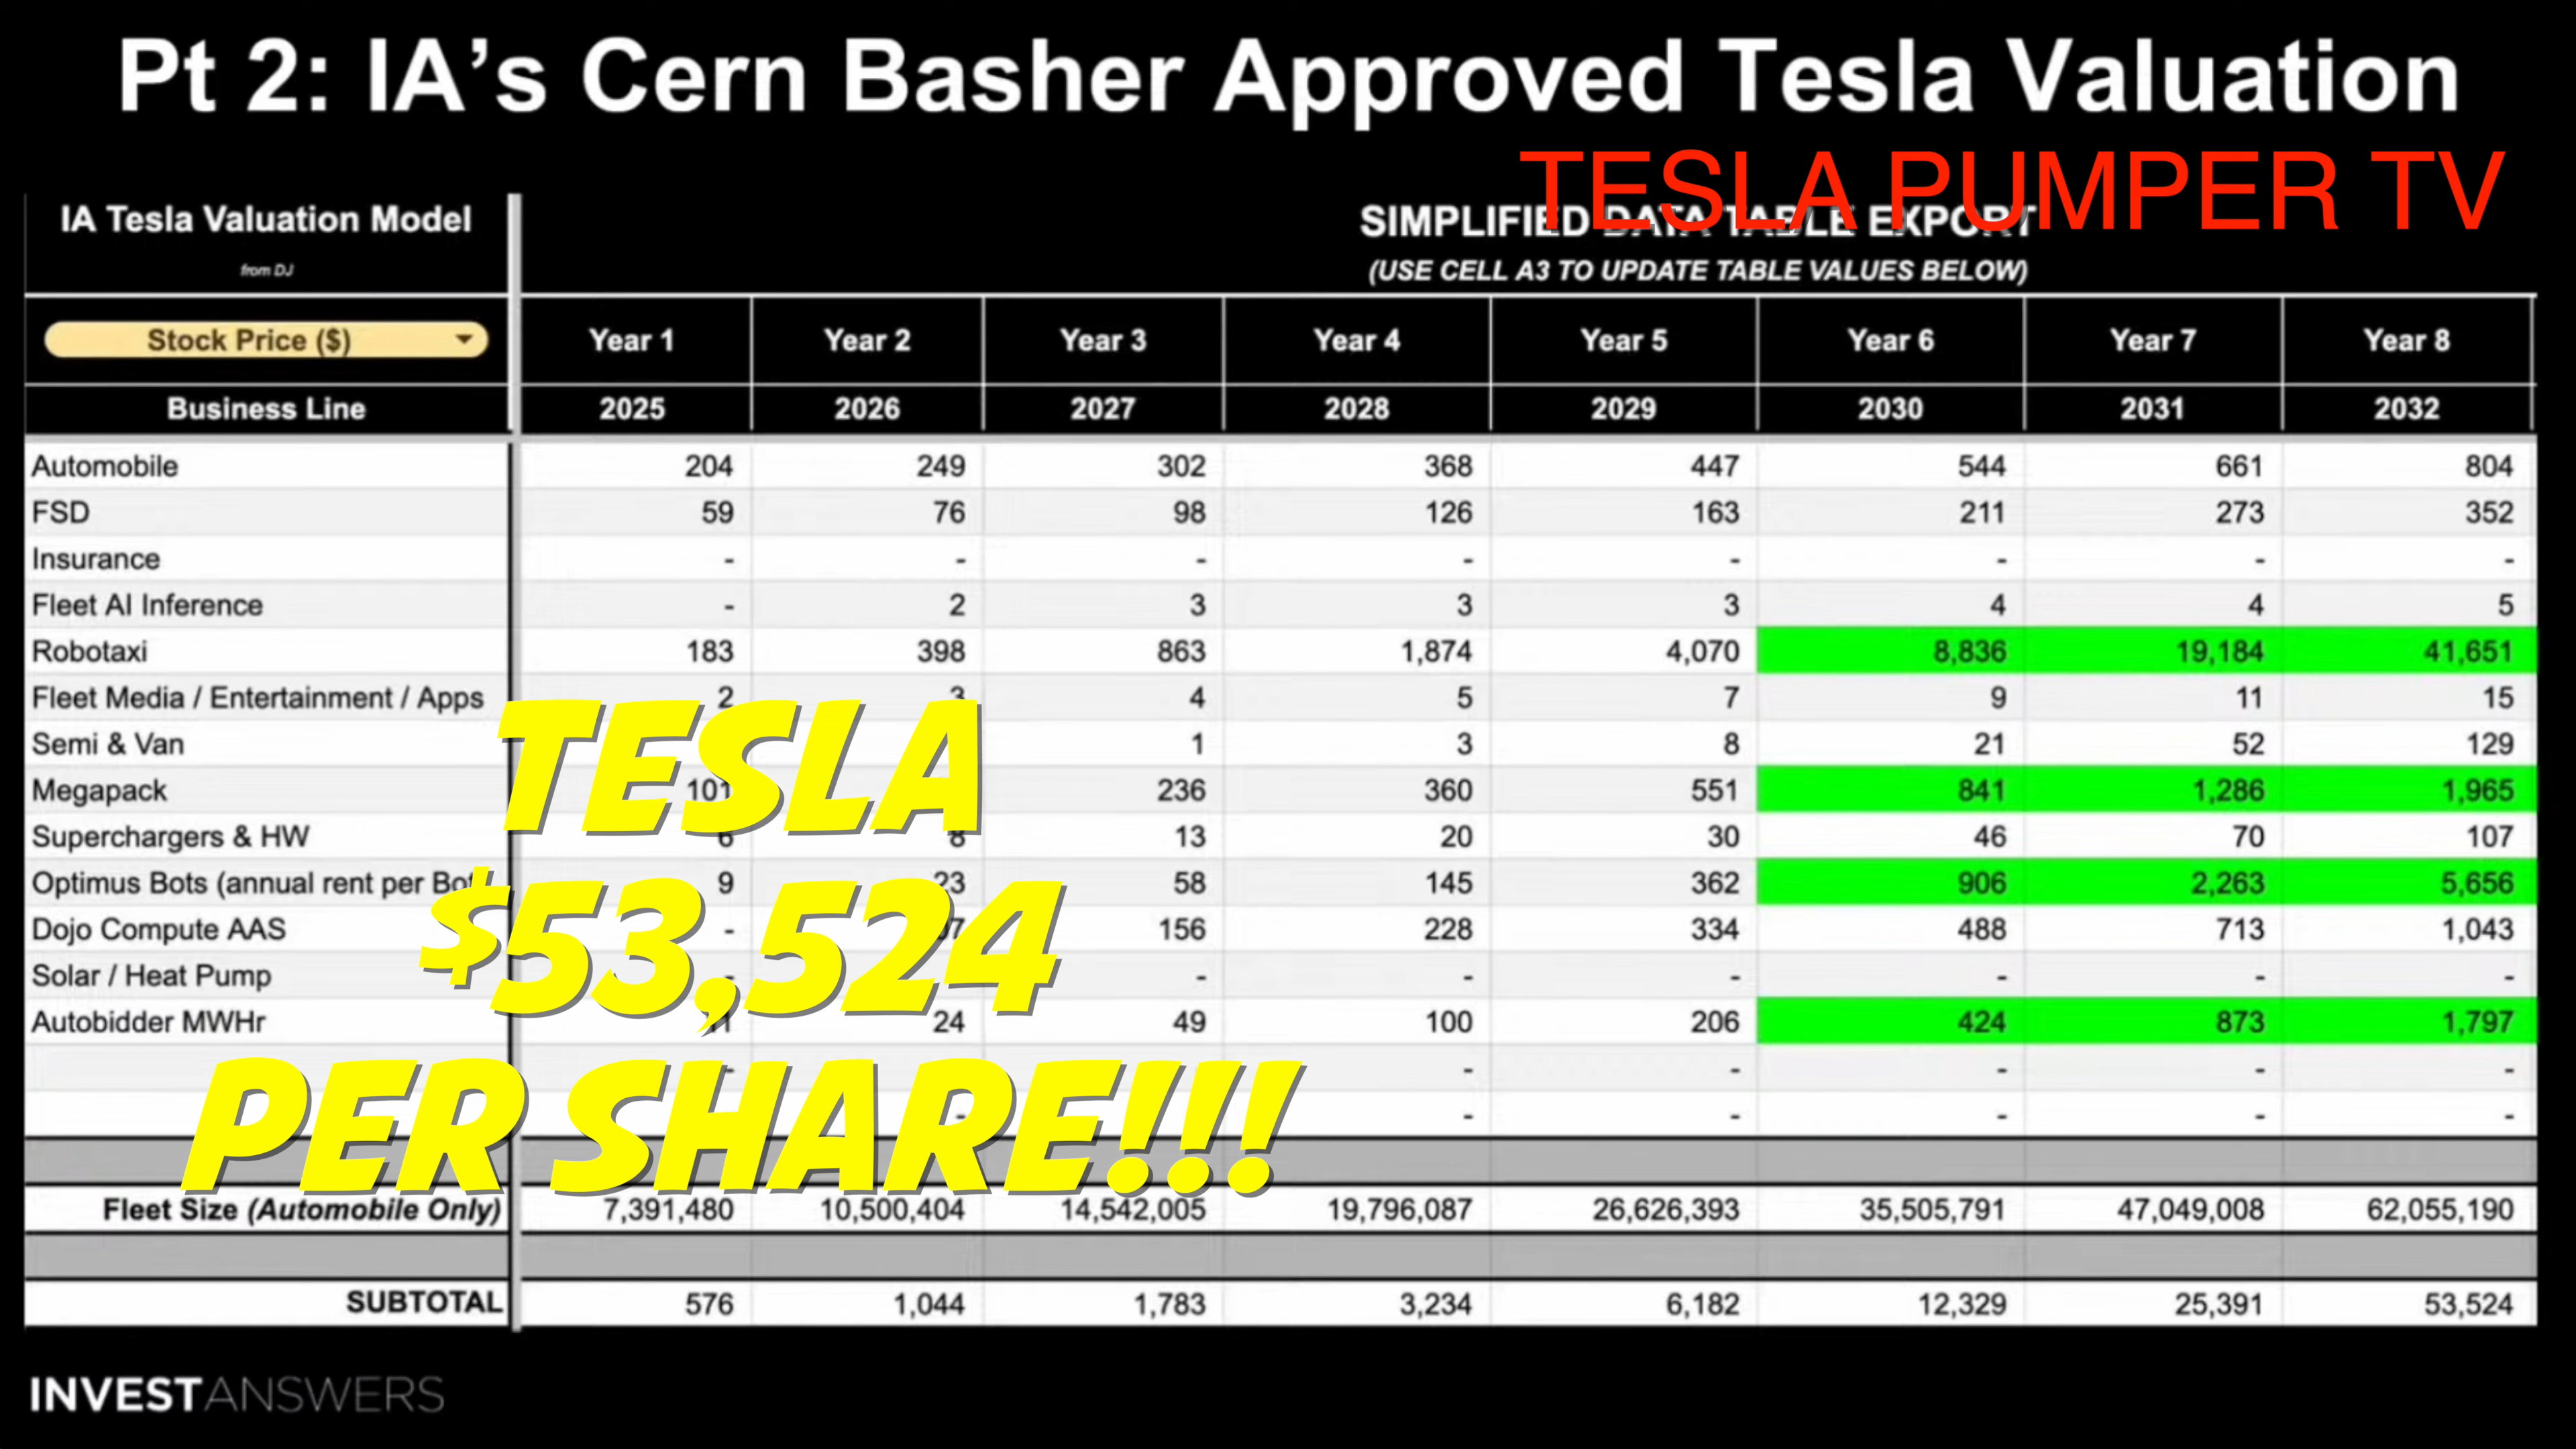 Pt 2: IA's Cern Basher Approved Tesla Valuation
TESLA PUMPER TV
IA Tesla Valuation Model
from DJ
SIMPLIFIED DATA TABLE EXPORT
(USE CELL A3 TO UPDATE TABLE VALUES BELOW)
Stock Price ($) Year 1 Year 2 Year 3 Year 4 Year 5 Year 6 Year 7 Year 8
Business Line 2025 2026 2027 2028 2029 2030 2031 2032
Automobile 204 249 302 368 447 544 661 804
FSD 59 76 98 126 163 211 273 352
Insurance - - - - - - - -
Fleet AI Inference - 2 3 3 3 4 4 5
Robotaxi 183 398 863 1,874 4,070 8,836 19,184 41,651
Fleet Media / Entertainment / Apps 2 3 4 5 7 9 11 15
Semi & Van 1 3 8 21 52 129
Megapack 101 236 360 551 841 1,286 1,965
Superchargers & HW 6 8 13 20 30 46 70 107
Optimus Bots (annual rent per Bot 9 23 58 145 362 906 2,263 5,656
Dojo Compute AAS - 156 228 334 488 713 1,043
Solar / Heat Pump - - - - - - -
Autobidder MWHr 24 49 100 206 424 873 1,797
- - - - - -
- - - - - -
TESLA
$53,524
PER SHARE!!!
Fleet Size (Automobile Only) 7,391,480 10,500,404 14,542,005 19,796,087 26,626,393 35,505,791 47,049,008 62,055,190
SUBTOTAL 576 1,044 1,783 3,234 6,182 12,329 25,391 53,524
INVESTANSWERS